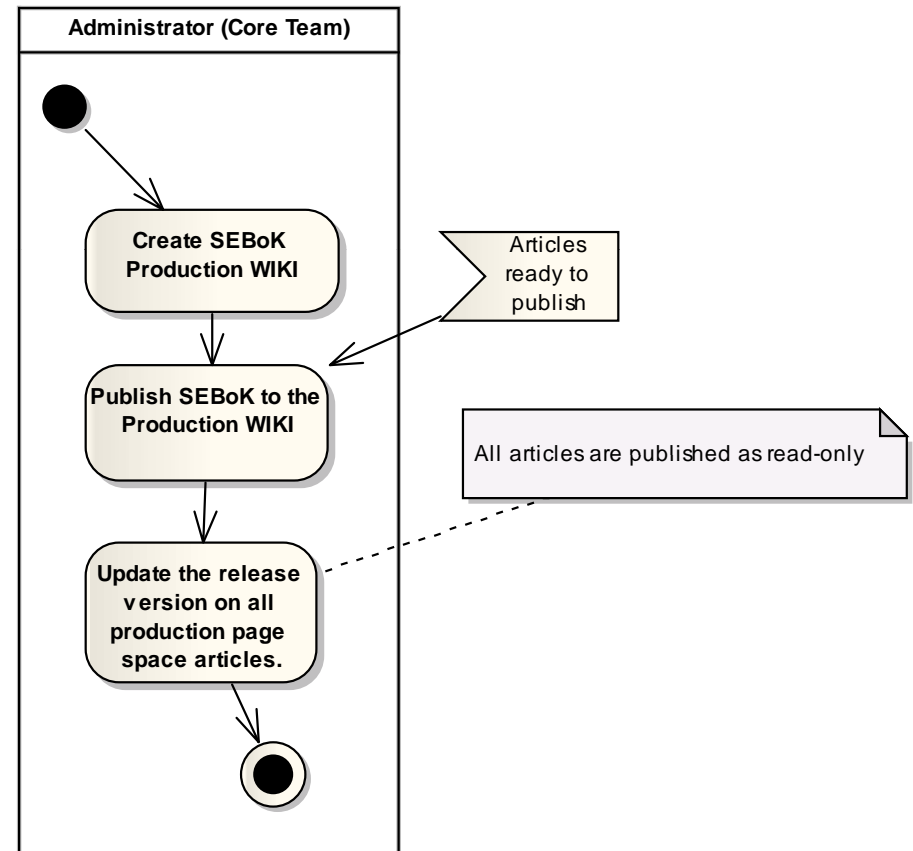 Administrator (Core Team)
Create SEBoK
Production WIKI
Articles
ready to
publish
Publish SEBoK to the
Production WIKI
All articles are published as read-only
Update the release
version on all
production page
space articles.